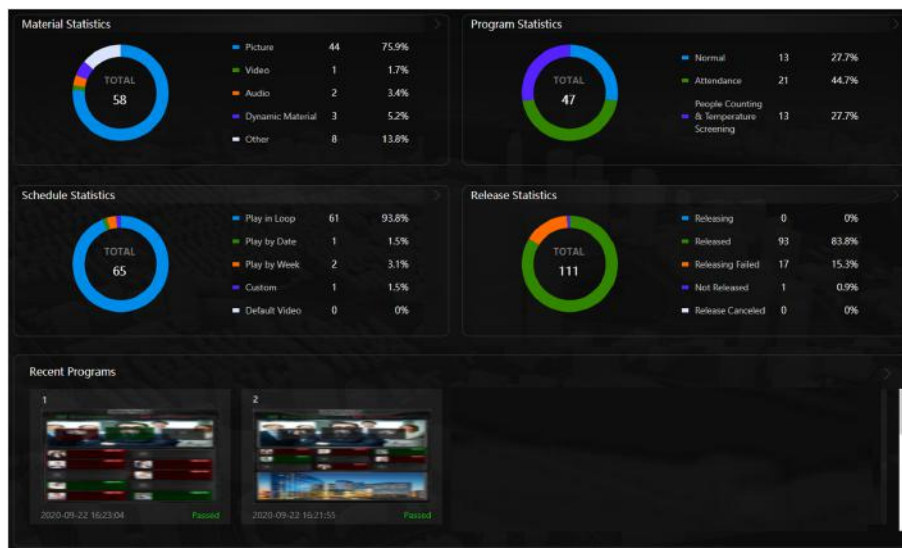 Material Statistics
TOTAL
58
Picture 44 75.9%
Video 1 1.7%
Audio 2 3.4%
Dynamic Material 3 5.2%
Other 8 13.8%
Program Statistics
TOTAL
47
Normal 13 27.7%
Attendance 21 44.7%
People Counting
& Temperature 13 27.7%
Screening
Schedule Statistics
TOTAL
65
Play in Loop 61 93.8%
Play by Date 1 1.5%
Play by Week 2 3.1%
Custom 1 1.5%
Default Video 0 0%
Release Statistics
TOTAL
111
Releasing 0 0%
Released 93 83.8%
Releasing Failed 17 15.3%
Not Released 1 0.9%
Release Canceled 0 0%
Recent Programs
1
2020-09-22 16:23:04 Passed
2
2020-09-22 16:21:55 Passed